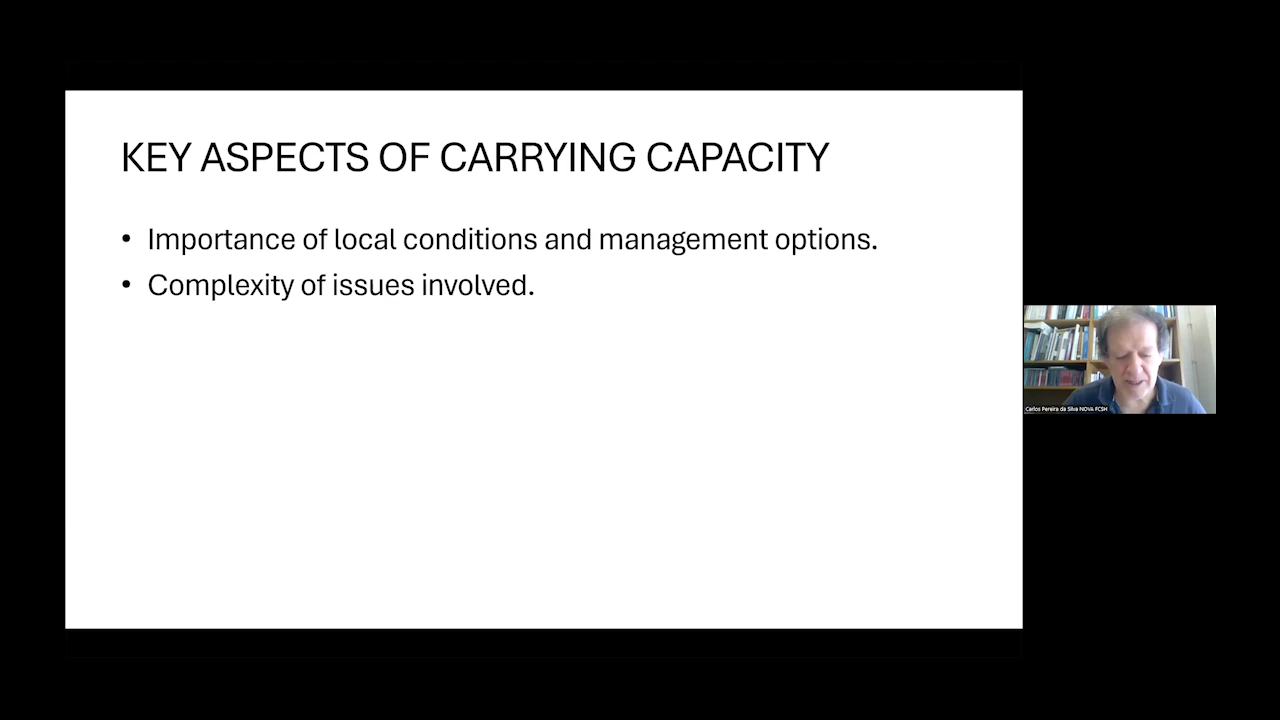 KEY ASPECTS OF CARRYING CAPACITY
• Importance of local conditions and management options.
• Complexity of issues involved.
Carlos Pereira da Silva NOVA FCSH